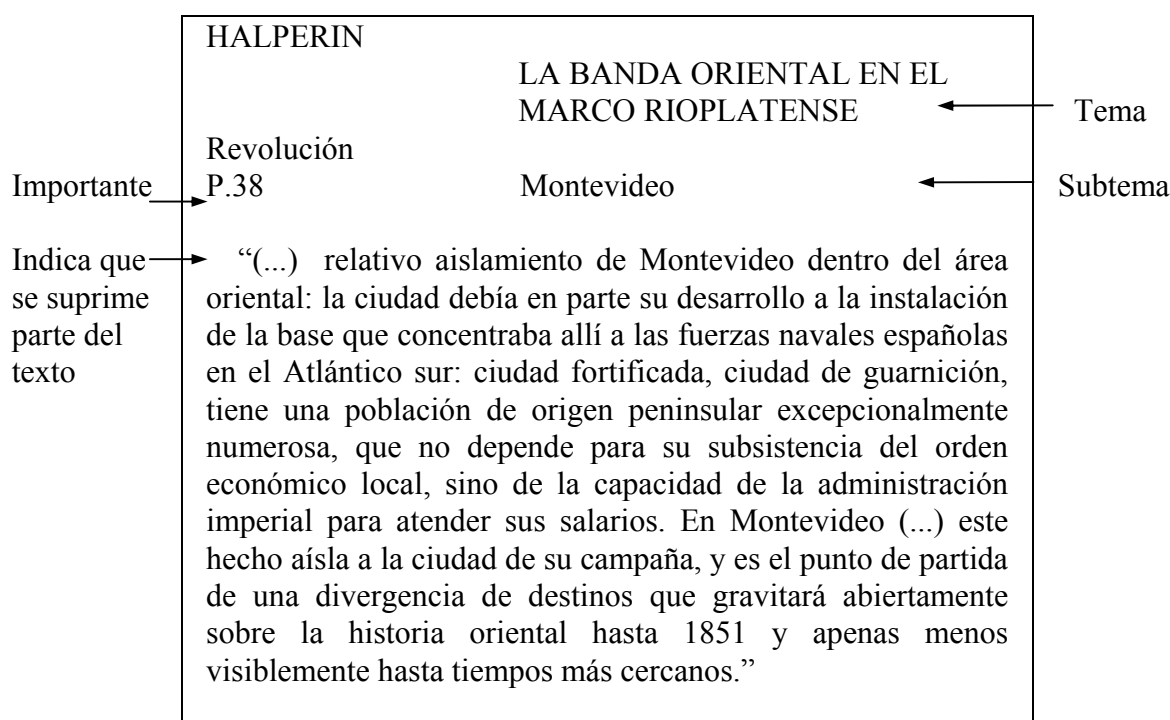 HALPERIN
LA BANDA ORIENTAL EN EL
MARCO RIOPLATENSE
Tema
Revolución
Importante
P.38
Montevideo
Subtema
Indica que
se suprime
parte del
texto
“(...) relativo aislamiento de Montevideo dentro del área
oriental: la ciudad debía en parte su desarrollo a la instalación
de la base que concentraba allí a las fuerzas navales españolas
en el Atlántico sur: ciudad fortificada, ciudad de guarnición,
tiene una población de origen peninsular excepcionalmente
numerosa, que no depende para su subsistencia del orden
económico local, sino de la capacidad de la administración
imperial para atender sus salarios. En Montevideo (...) este
hecho aísla a la ciudad de su campaña, y es el punto de partida
de una divergencia de destinos que gravitará abiertamente
sobre la historia oriental hasta 1851 y apenas menos
visiblemente hasta tiempos más cercanos.”